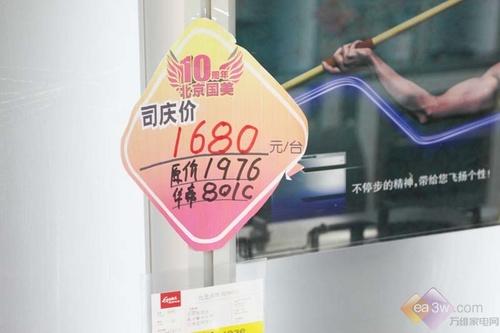 10周年
北京国美
司庆价
1680元/台
原价1976
华帝801C
不停步的精神，带给您飞扬个性！
ea3w.com
万维家电网